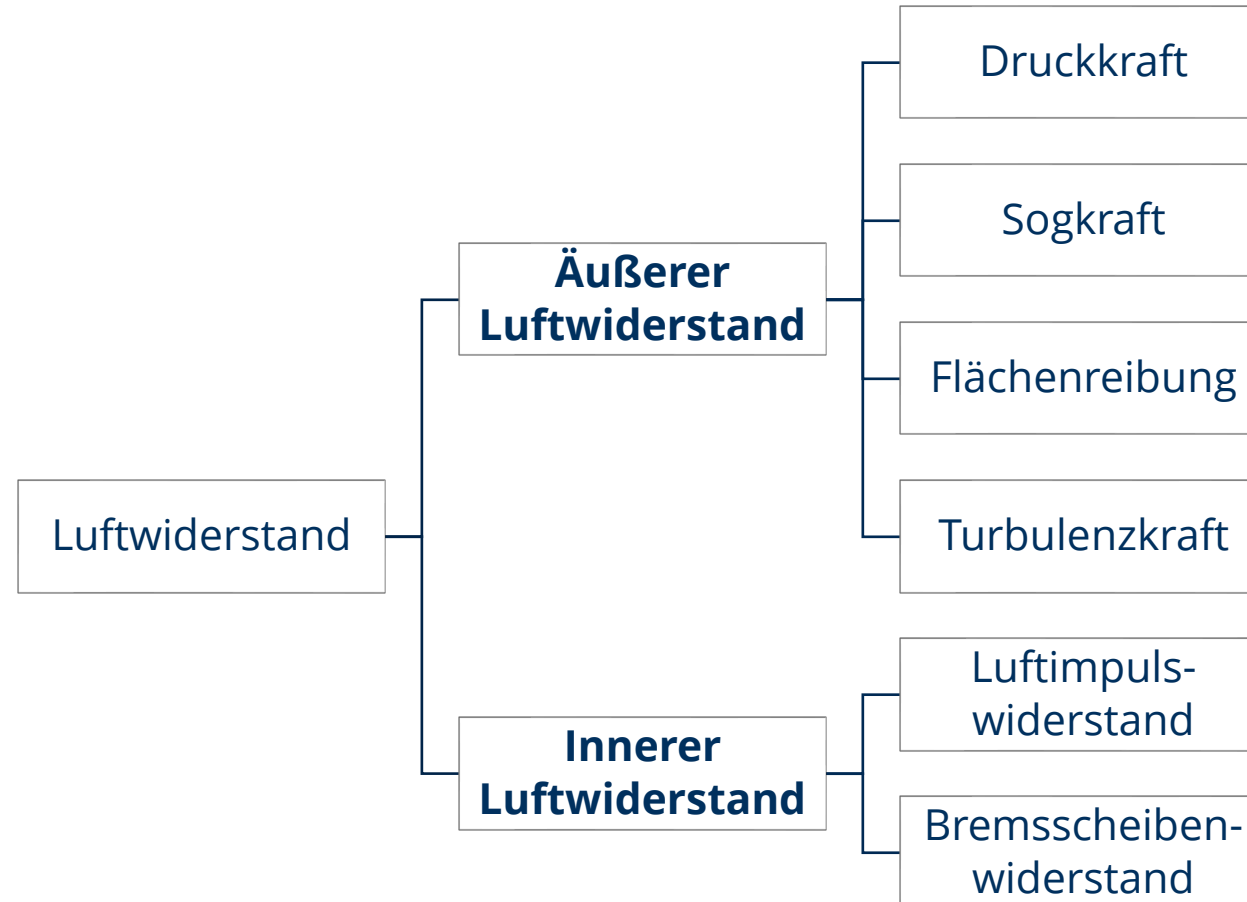 Luftwiderstand
Äußerer
Luftwiderstand
Druckkraft
Sogkraft
Flächenreibung
Turbulenzkraft
Innerer
Luftwiderstand
Luftimpuls-
widerstand
Bremsscheiben-
widerstand